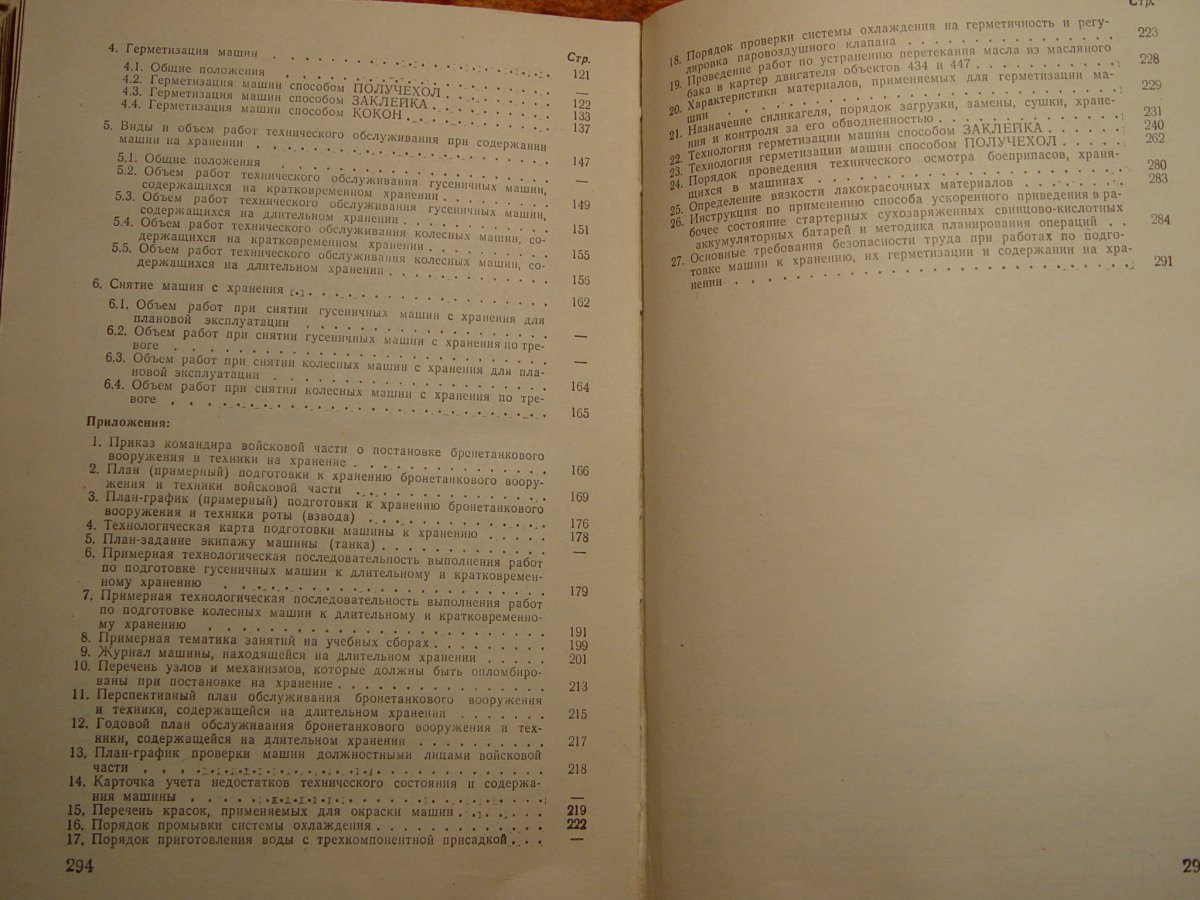 Стр.
4. Герметизация машин . . . . . . . . . . 121
4.1. Общие положения . . . . . . . . . . —
4.2. Герметизация машин способом ПОЛУЧЕХОЛ . . . . 122
4.3. Герметизация машин способом ЗАКЛЕЙКА . . . . 133
4.4. Герметизация машин способом КОКОН . . . . 137
5. Виды и объем работ технического обслуживания при содержании
машин на хранении . . . . . . . . . . 147
5.1. Общие положения . . . . . . . . . . —
5.2. Объем работ технического обслуживания гусеничных машин,
содержащихся на кратковременном хранении . . . . 149
5.3. Объем работ технического обслуживания гусеничных машин,
содержащихся на длительном хранении . . . . 151
5.4. Объем работ технического обслуживания колесных машин, со-
держащихся на кратковременном хранении . . . . 155
5.5. Объем работ технического обслуживания колесных машин, со-
держащихся на длительном хранении . . . . 156
6. Снятие машин с хранения . . . . . . . . . . 162
6.1. Объем работ при снятии гусеничных машин с хранения для
плановой эксплуатации . . . . . . . . . . —
6.2. Объем работ при снятии гусеничных машин с хранения по тре-
воге . . . . . . . . . . —
6.3. Объем работ при снятии колесных машин с хранения для пла-
новой эксплуатации . . . . . . . . . . 164
6.4. Объем работ при снятии колесных машин с хранения по тре-
воге . . . . . . . . . . 165
Приложения:
1. Приказ командира войсковой части о постановке бронетанкового
вооружения и техники на хранение . . . . . . . 166
2. План (примерный) подготовки к хранению бронетанкового воору-
жения и техники войсковой части . . . . . . . 169
3. План-график (примерный) подготовки к хранению бронетанкового
вооружения и техники роты (взвода) . . . . . . . 176
4. Технологическая карта подготовки машины к хранению . . . . 178
5. План-задание экипажу машины (танка) . . . . . . . —
6. Примерная технологическая последовательность выполнения работ
по подготовке гусеничных машин к длительному и кратковремен-
ному хранению . . . . . . . . . . 179
7. Примерная технологическая последовательность выполнения работ
по подготовке колесных машин к длительному и кратковременно-
му хранению . . . . . . . . . . 191
8. Примерная тематика занятий на учебных сборах . . . . . 199
9. Журнал машины, находящейся на длительном хранении . . . . 201
10. Перечень узлов и механизмов, которые должны быть опломбиро-
ваны при постановке на хранение . . . . . . . 213
11. Перспективный план обслуживания бронетанкового вооружения
и техники, содержащейся на длительном хранении . . . . 215
12. Годовой план обслуживания бронетанкового вооружения и тех-
ники, содержащейся на длительном хранении . . . . . 217
13. План-график проверки машин должностными лицами войсковой
части . . . . . . . . . . 218
14. Карточка учета недостатков технического состояния и содержа-
ния машины . . . . . . . . . . —
15. Перечень красок, применяемых для окраски машин . . . . 219
16. Порядок промывки системы охлаждения . . . . . . 222
17. Порядок приготовления воды с трехкомпонентной присадкой . . . —
294
Стр.
18. Порядок проверки системы охлаждения на герметичность и регу-
лировка паровоздушного клапана . . . . . . . 223
19. Проведение работ по устранению перетекания масла из масляного
бака в картер двигателя объектов 434 и 447 . . . . . 228
20. Характеристики материалов, применяемых для герметизации ма-
шин . . . . . . . . . . 229
21. Назначение силикагеля, порядок загрузки, замены, сушки, хране-
ния и контроля за его обводненностью . . . . . . 231
22. Технология герметизации машин способом ЗАКЛЕЙКА . . . . 240
23. Технология герметизации машин способом ПОЛУЧЕХОЛ . . . . 262
24. Порядок проведения технического осмотра боеприпасов, храня-
щихся в машинах . . . . . . . . . . 280
25. Определение вязкости лакокрасочных материалов . . . . . 283
26. Инструкция по применению способа ускоренного приведения в ра-
бочее состояние стартерных сухозаряженных свинцово-кислотных
аккумуляторных батарей и методика планирования операций . . 284
27. Основные требования безопасности труда при работах по подго-
товке машин к хранению, их герметизации и содержании на хра-
нении . . . . . . . . . . 291
29